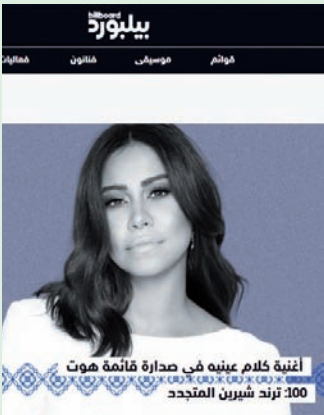 billboard
بيلبورد
قوائم موسيقى فنانون فعاليات
أغنية كلام عينيه في صدارة قائمة هوت
100: ترند شيرين المتجدد